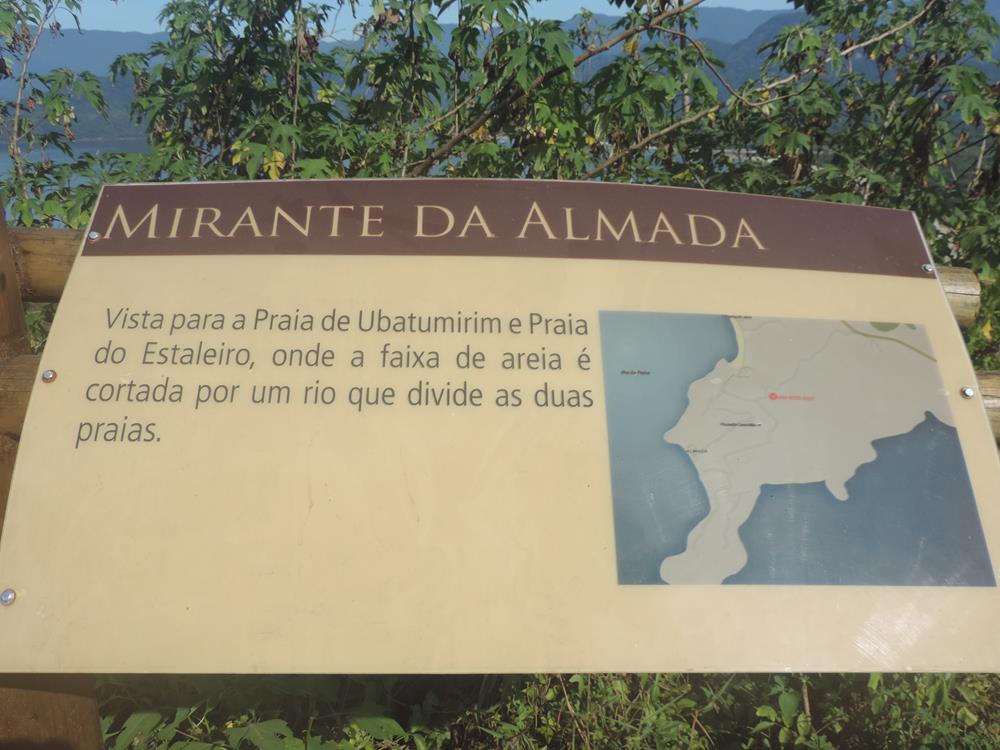 MIRANTE DA ALMADA
Vista para a Praia de Ubatumirim e Praia
do Estaleiro, onde a faixa de areia é
cortada por um rio que divide as duas
praias.
ALMADA